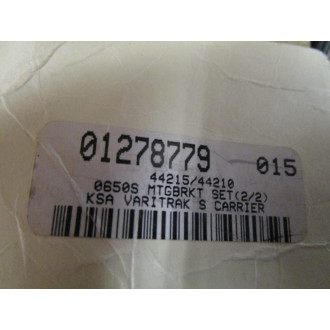 01278779 015
44215/44210
0650S MTGBRKT SET(2/2)
KSA VARITRAK S CARRIER